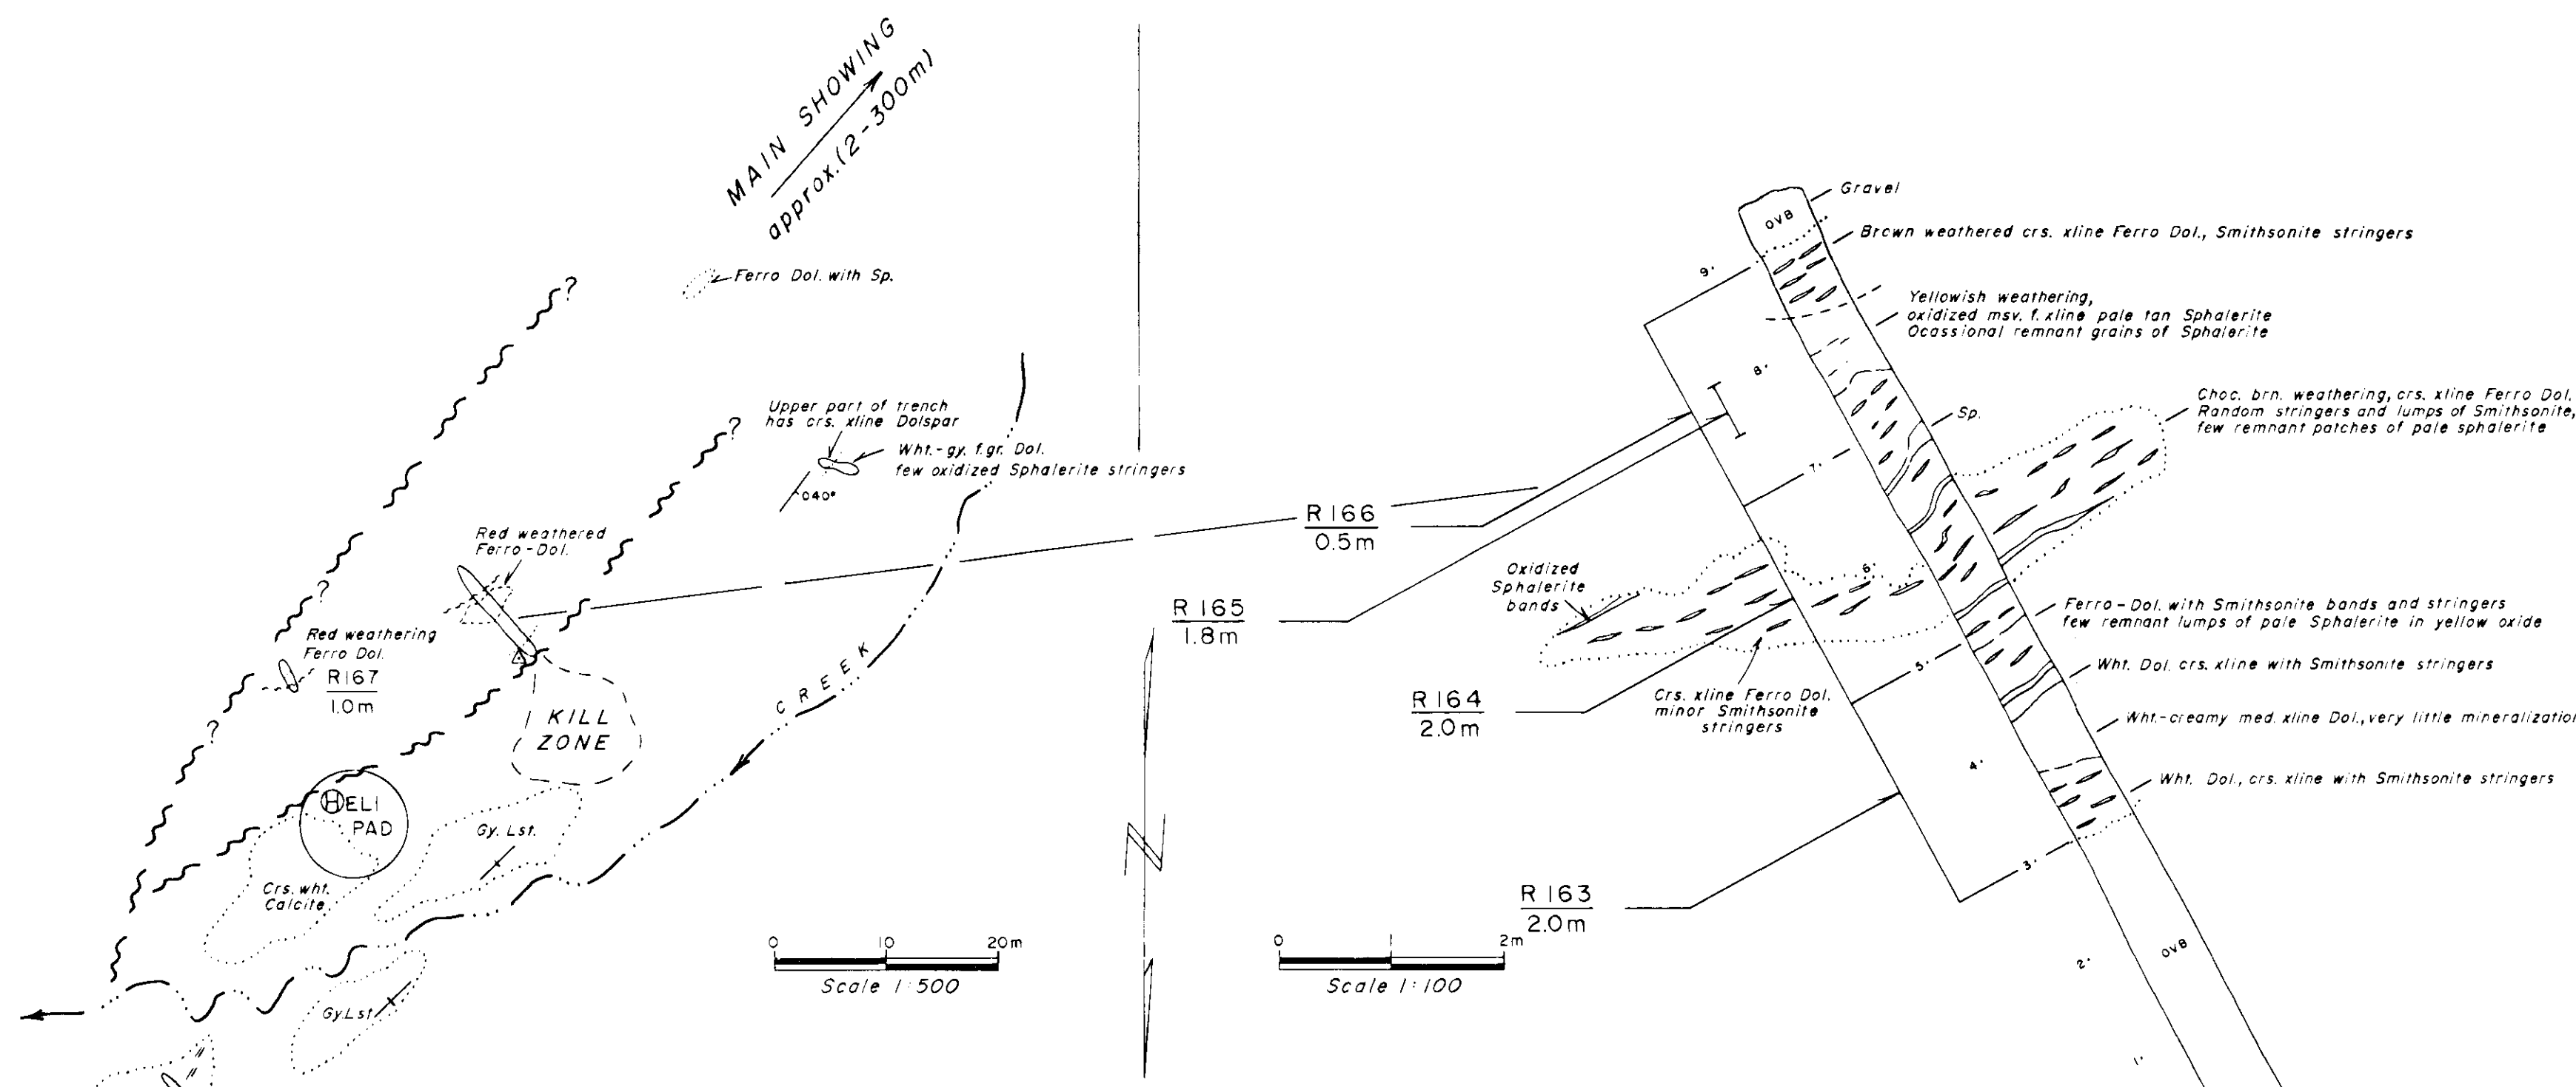 MAIN SHOWING
approx. (2-300m)
Ferro Dol. with Sp.
?
?
Upper part of trench
has crs. xline Dolspar
Wht.-gy. f.gr. Dol.
few oxidized Sphalerite stringers
040°
Red weathered
Ferro-Dol.
?
Red weathering
Ferro Dol.
R167
1.0m
?
KILL
ZONE
CREEK
HELI
PAD
Gy. Lst.
Crs. wht.
Calcite
Gy. Lst
0 10 20m
Scale 1:500
N
R166
0.5m
R165
1.8m
R164
2.0m
R163
2.0m
0 1 2m
Scale 1:100
Gravel
OVB
Brown weathered crs. xline Ferro Dol., Smithsonite stringers
9.
Yellowish weathering,
oxidized msv. f. xline pale tan Sphalerite
Ocassional remnant grains of Sphalerite
8.
Choc. brn. weathering, crs. xline Ferro Dol.
Random stringers and lumps of Smithsonite,
few remnant patches of pale sphalerite
Sp.
7.
Oxidized
Sphalerite
bands
6.
Ferro-Dol. with Smithsonite bands and stringers
few remnant lumps of pale Sphalerite in yellow oxide
5.
Wht. Dol. crs. xline with Smithsonite stringers
Crs. xline Ferro Dol.
minor Smithsonite
stringers
Wht.-creamy med. xline Dol., very little mineralization
4.
Wht. Dol., crs. xline with Smithsonite stringers
3.
OVB
2.
1.